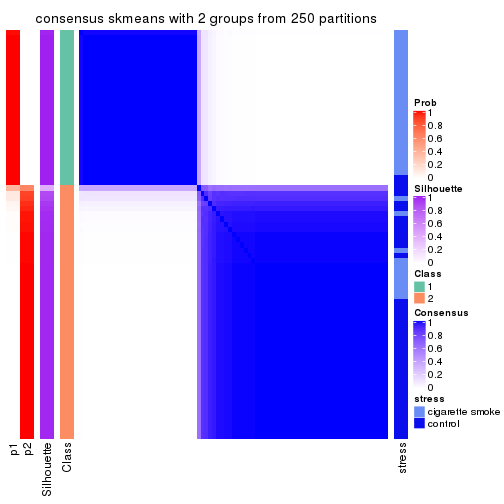 consensus skmeans with 2 groups from 250 partitions
Prob
1
0.8
0.6
0.4
0.2
0
Silhouette
1
0.8
0.6
0.4
0.2
0
Class
1
2
Consensus
1
0.8
0.6
0.4
0.2
0
stress
cigarette smoke
control
p1
p2
Silhouette
Class
stress